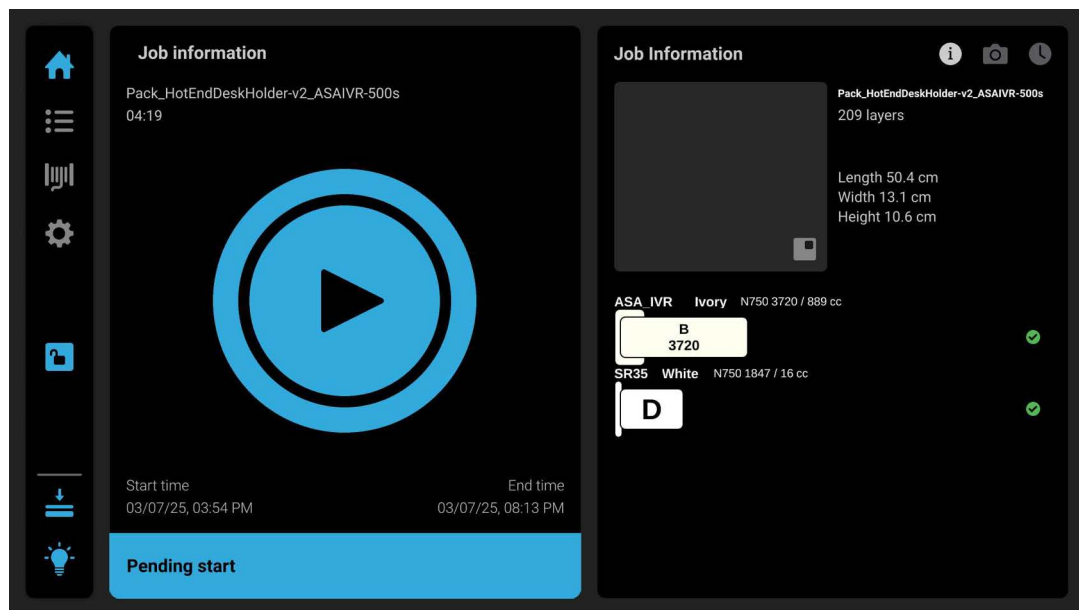 Job information
Pack_HotEndDeskHolder-v2_ASAIVR-500s
04:19
Start time
End time
03/07/25, 03:54 PM
03/07/25, 08:13 PM
Pending start
Job Information
i
Pack_HotEndDeskHolder-v2_ASAIVR-500s
209 layers
Length 50.4 cm
Width 13.1 cm
Height 10.6 cm
ASA_IVR Ivory N750 3720 / 889 cc
B
3720
SR35 White N750 1847 / 16 cc
D